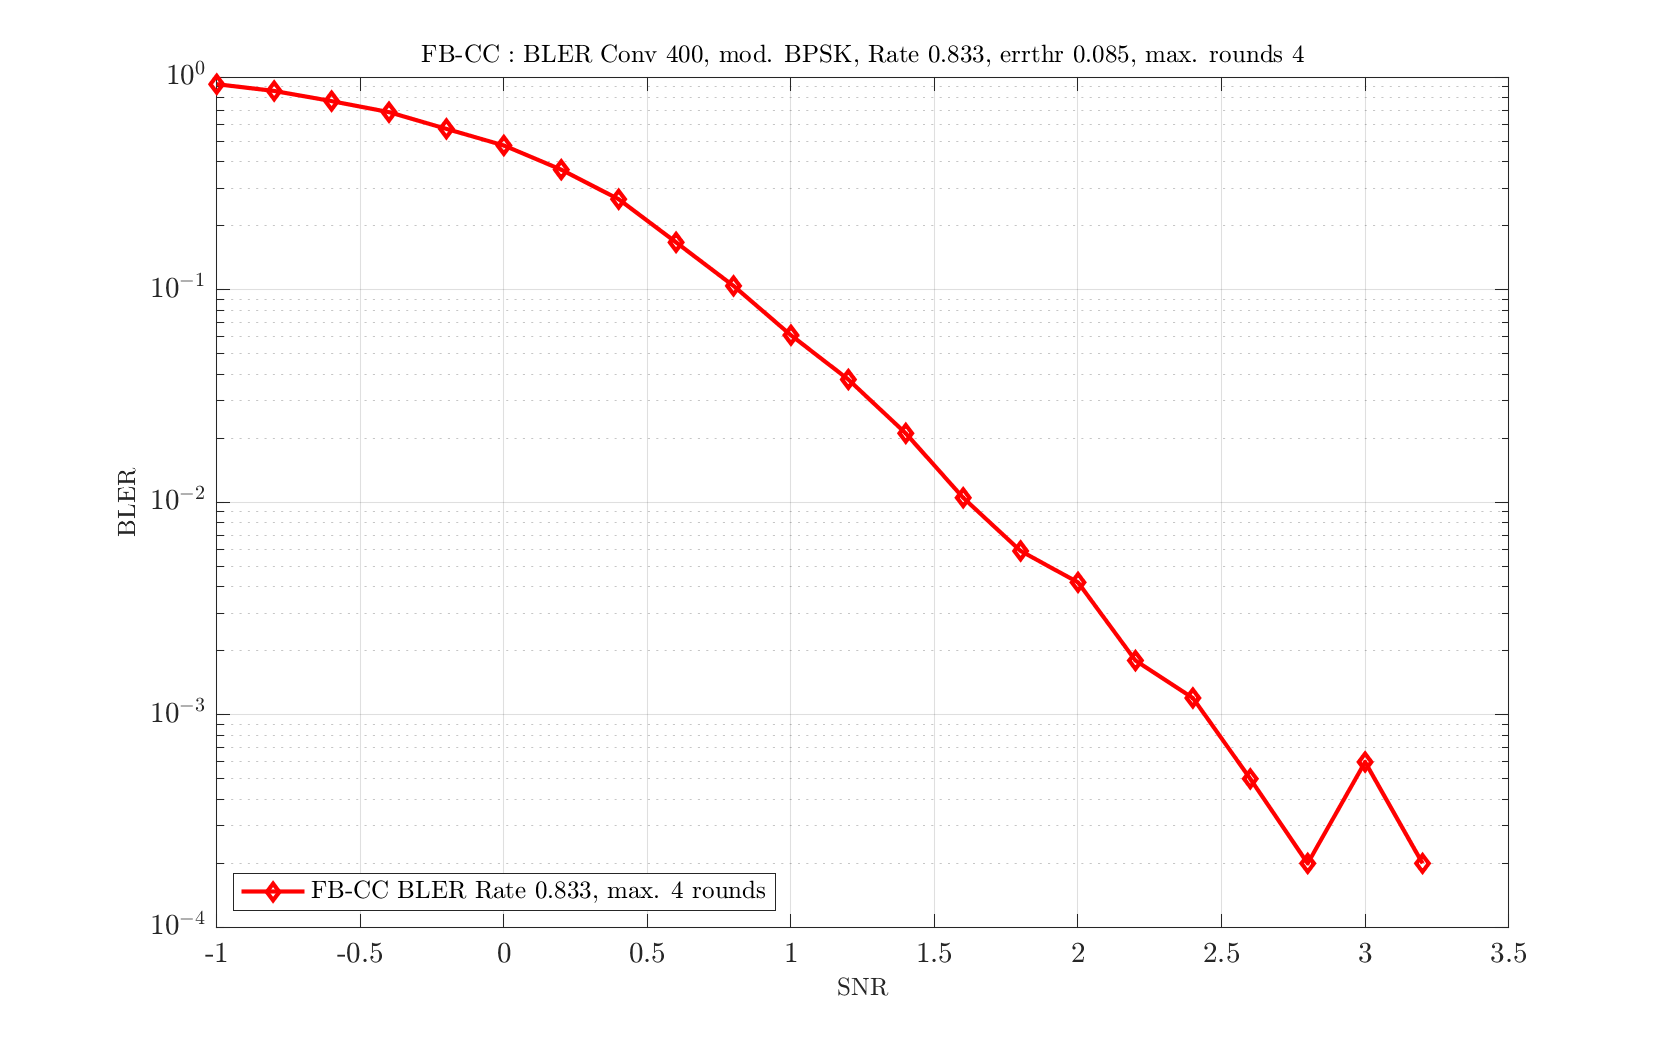 FB-CC : BLER Conv 400, mod. BPSK, Rate 0.833, errthr 0.085, max. rounds 4
10^0
10^-1
10^-2
10^-3
10^-4
BLER
FB-CC BLER Rate 0.833, max. 4 rounds
-1 -0.5 0 0.5 1 1.5 2 2.5 3 3.5
SNR